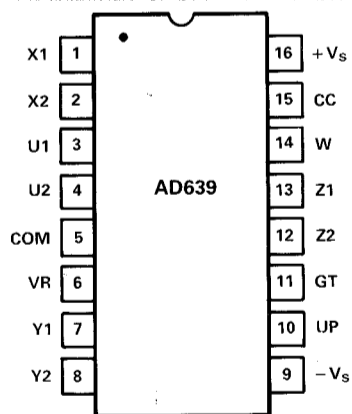 X1 1 16 +Vs
X2 2 15 CC
U1 3 14 W
U2 4 AD639 13 Z1
COM 5 12 Z2
VR 6 11 GT
Y1 7 10 UP
Y2 8 9 −Vs